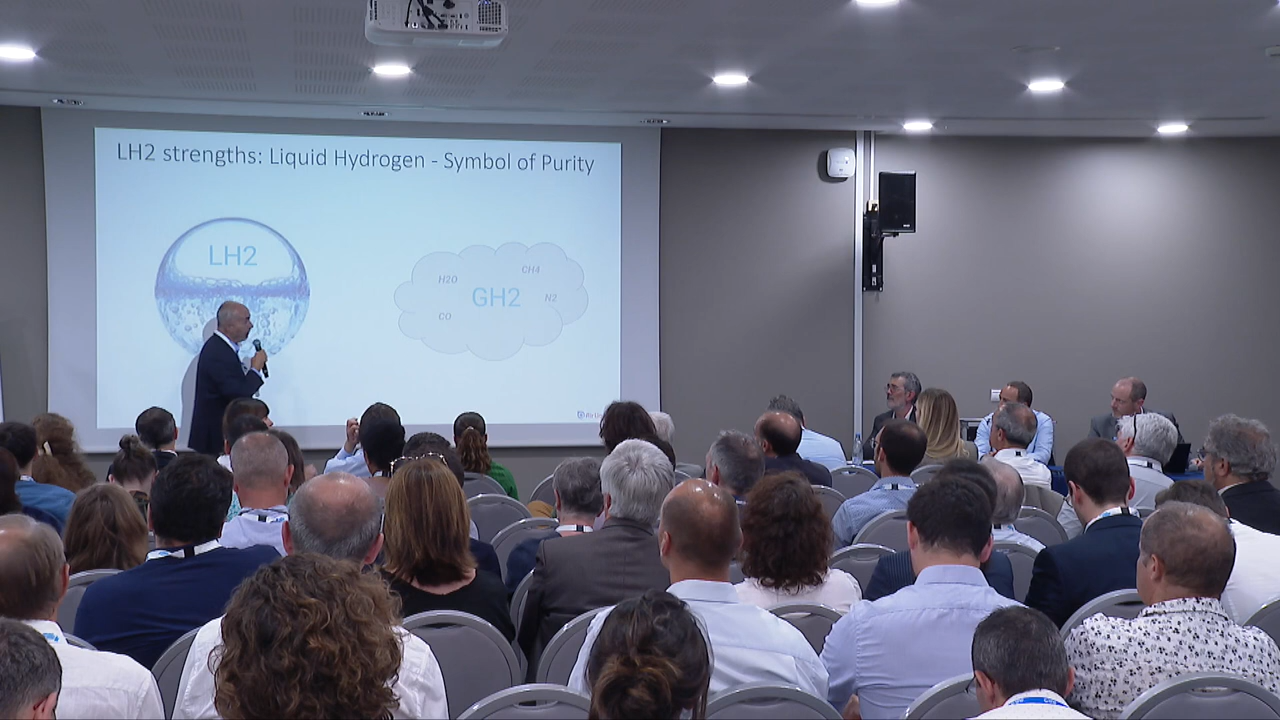 LH2 strengths: Liquid Hydrogen - Symbol of Purity
LH2
H2O
CH4
GH2
N2
CO